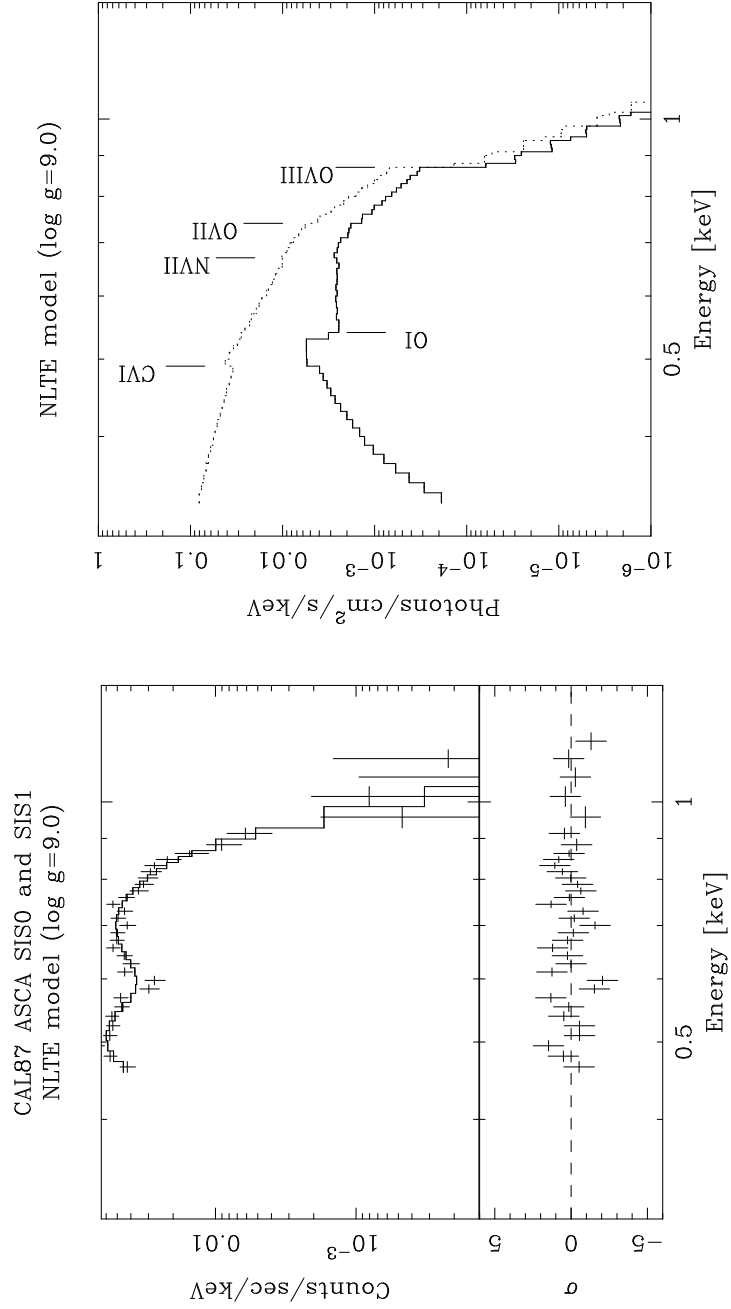 CAL87 ASCA SIS0 and SIS1
NLTE model (log g=9.0)
Counts/sec/keV
0.01
10⁻³
σ
5
0
−5
0.5
1
Energy [keV]
NLTE model (log g=9.0)
Photons/cm²/s/keV
1
0.1
0.01
10⁻³
10⁻⁴
10⁻⁵
10⁻⁶
CVI
NVII
OVII
OVIII
OI
0.5
1
Energy [keV]